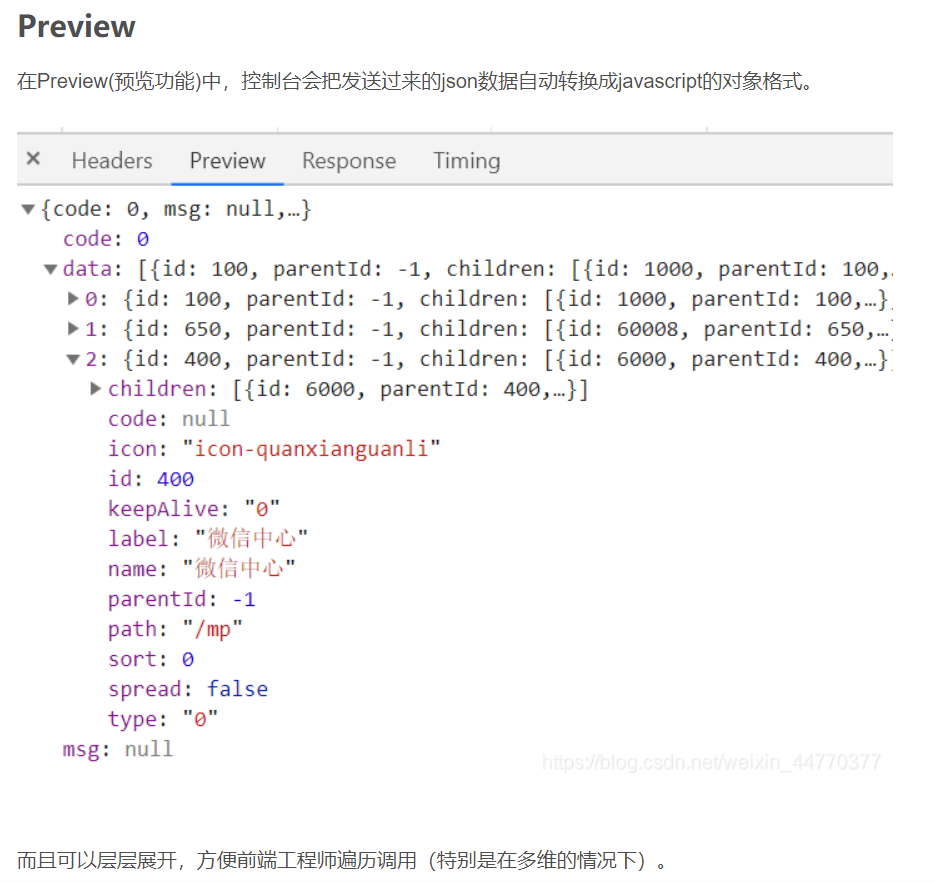 Preview
在Preview(预览功能)中，控制台会把发送过来的json数据自动转换成javascript的对象格式。
× Headers Preview Response Timing
▼{code: 0, msg: null,…}
code: 0
▼data: [{id: 100, parentId: -1, children: [{id: 1000, parentId: 100,…
▶0: {id: 100, parentId: -1, children: [{id: 1000, parentId: 100,…}
▶1: {id: 650, parentId: -1, children: [{id: 60008, parentId: 650,…
▼2: {id: 400, parentId: -1, children: [{id: 6000, parentId: 400,…}
▶children: [{id: 6000, parentId: 400,…}]
code: null
icon: "icon-quanxianguanli"
id: 400
keepAlive: "0"
label: "微信中心"
name: "微信中心"
parentId: -1
path: "/mp"
sort: 0
spread: false
type: "0"
msg: null
https://blog.csdn.net/weixin_44770377
而且可以层层展开，方便前端工程师遍历调用（特别是在多维的情况下）。